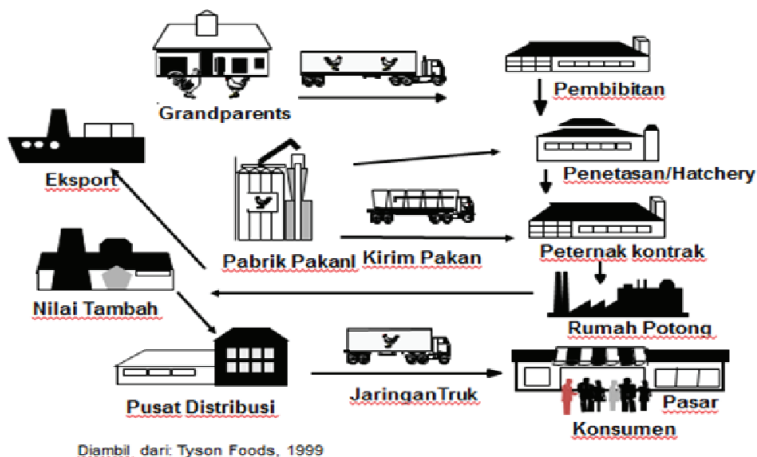 Grandparents
Pembibitan
Penetasan/Hatchery
Eksport
Pabrik Pakanl
Kirim Pakan
Peternak kontrak
Nilai Tambah
Rumah Potong
Pusat Distribusi
JaringanTruk
Pasar
Konsumen
Diambil dari: Tyson Foods, 1999